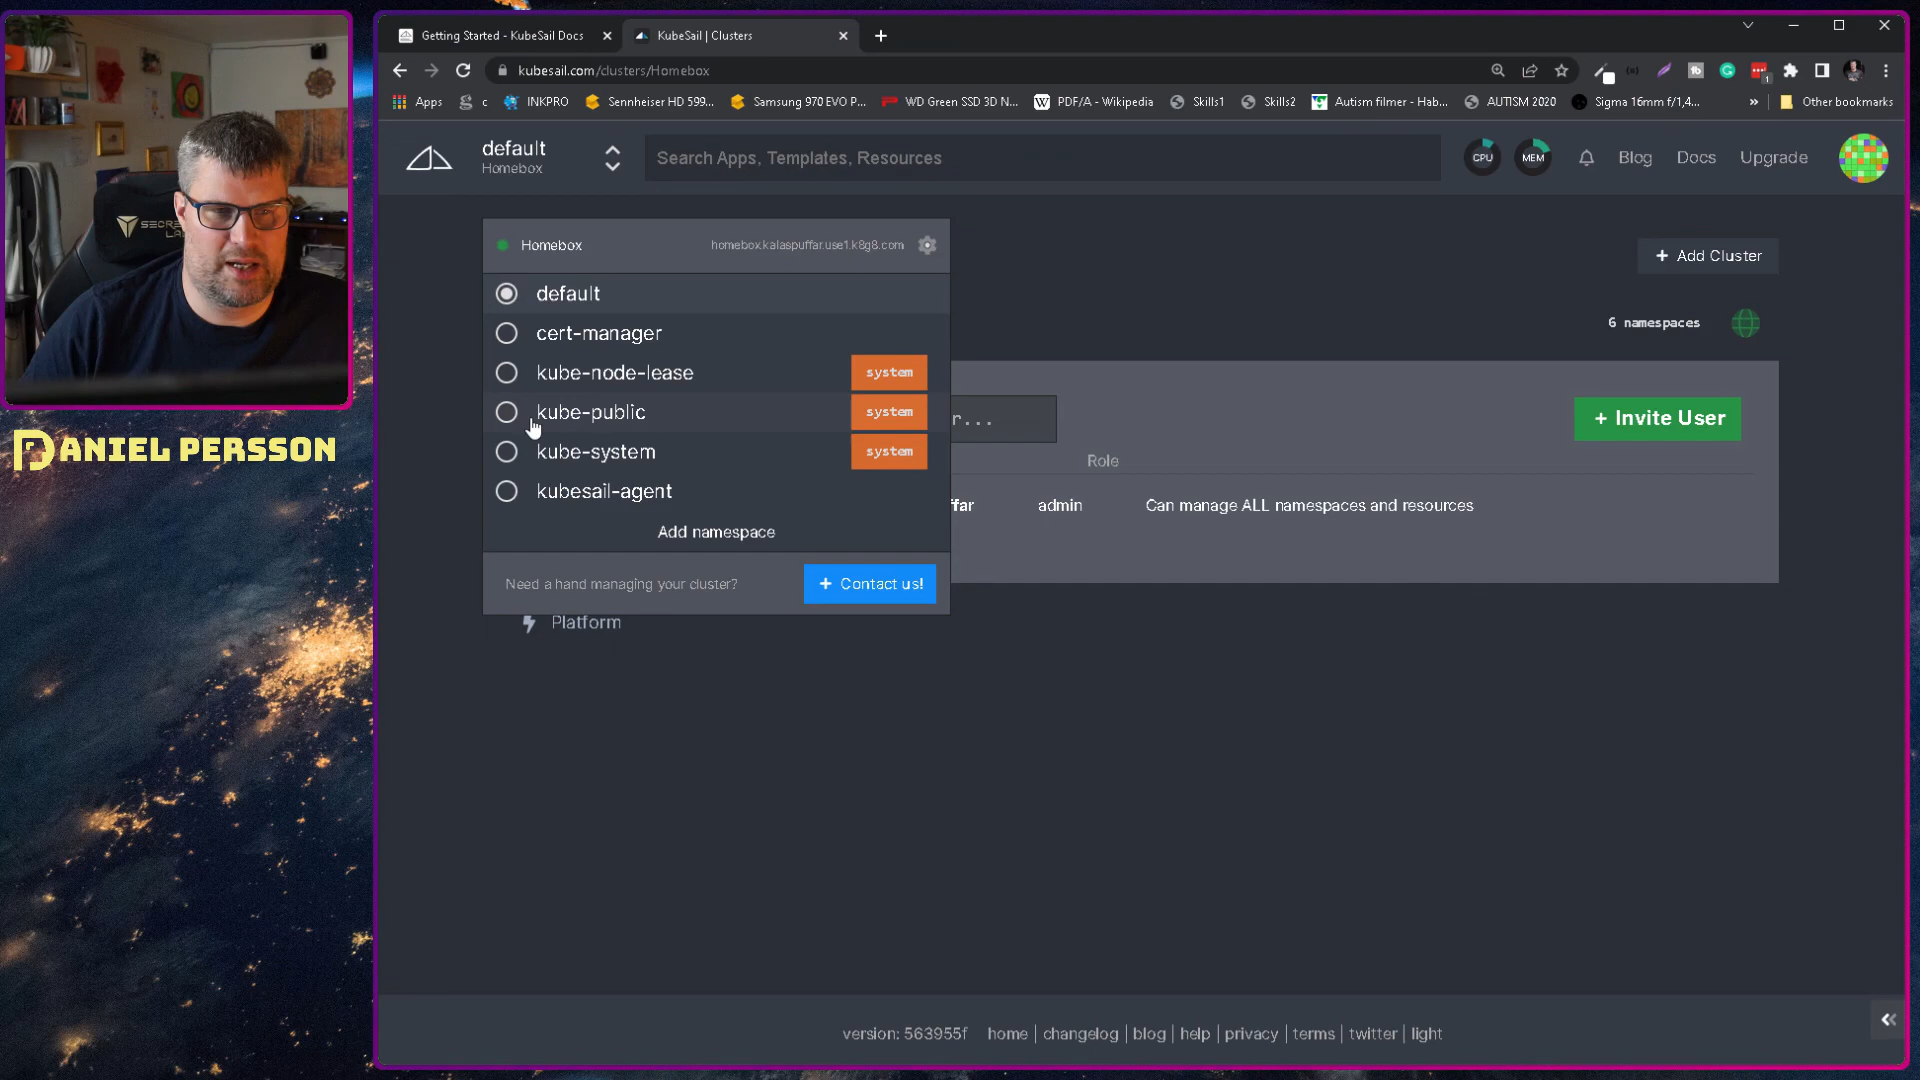 Getting Started - KubeSail Docs
KubeSail | Clusters
kubesail.com/clusters/Homebox
Apps
c
INKPRO
Sennheiser HD 599...
Samsung 970 EVO P...
WD Green SSD 3D N...
W PDF/A - Wikipedia
Skills1
Skills2
Autism filmer - Hab...
AUTISM 2020
Sigma 16mm f/1,4...
»
Other bookmarks
default
Homebox
Search Apps, Templates, Resources
CPU
MEM
Blog
Docs
Upgrade
Homebox
homebox.kalaspuffar.use1.k8g8.com
+ Add Cluster
default
cert-manager
6 namespaces
kube-node-lease
system
kube-public
system
r...
+ Invite User
kube-system
system
Role
kubesail-agent
ffar
admin
Can manage ALL namespaces and resources
Add namespace
Need a hand managing your cluster?
+ Contact us!
Platform
DANIEL PERSSON
version: 563955f
home | changelog | blog | help | privacy | terms | twitter | light